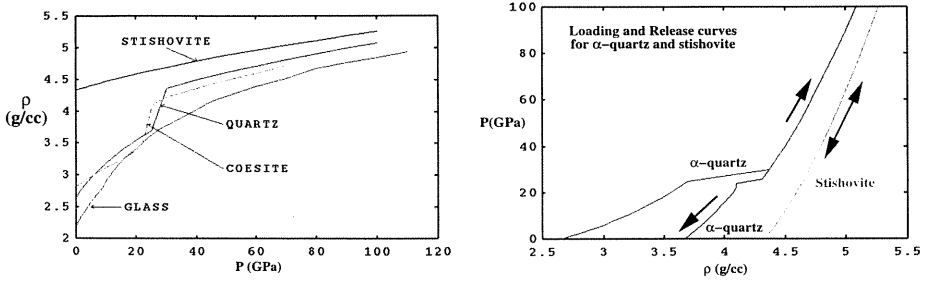 5.5
5
4.5
4
3.5
3
2.5
2
ρ
(g/cc)
STISHOVITE
QUARTZ
COESITE
GLASS
0 20 40 60 80 100 120
P (GPa)
100
80
60
40
20
0
P(GPa)
Loading and Release curves
for α-quartz and stishovite
α-quartz
Stishovite
α-quartz
2.5 3 3.5 4 4.5 5 5.5
ρ (g/cc)